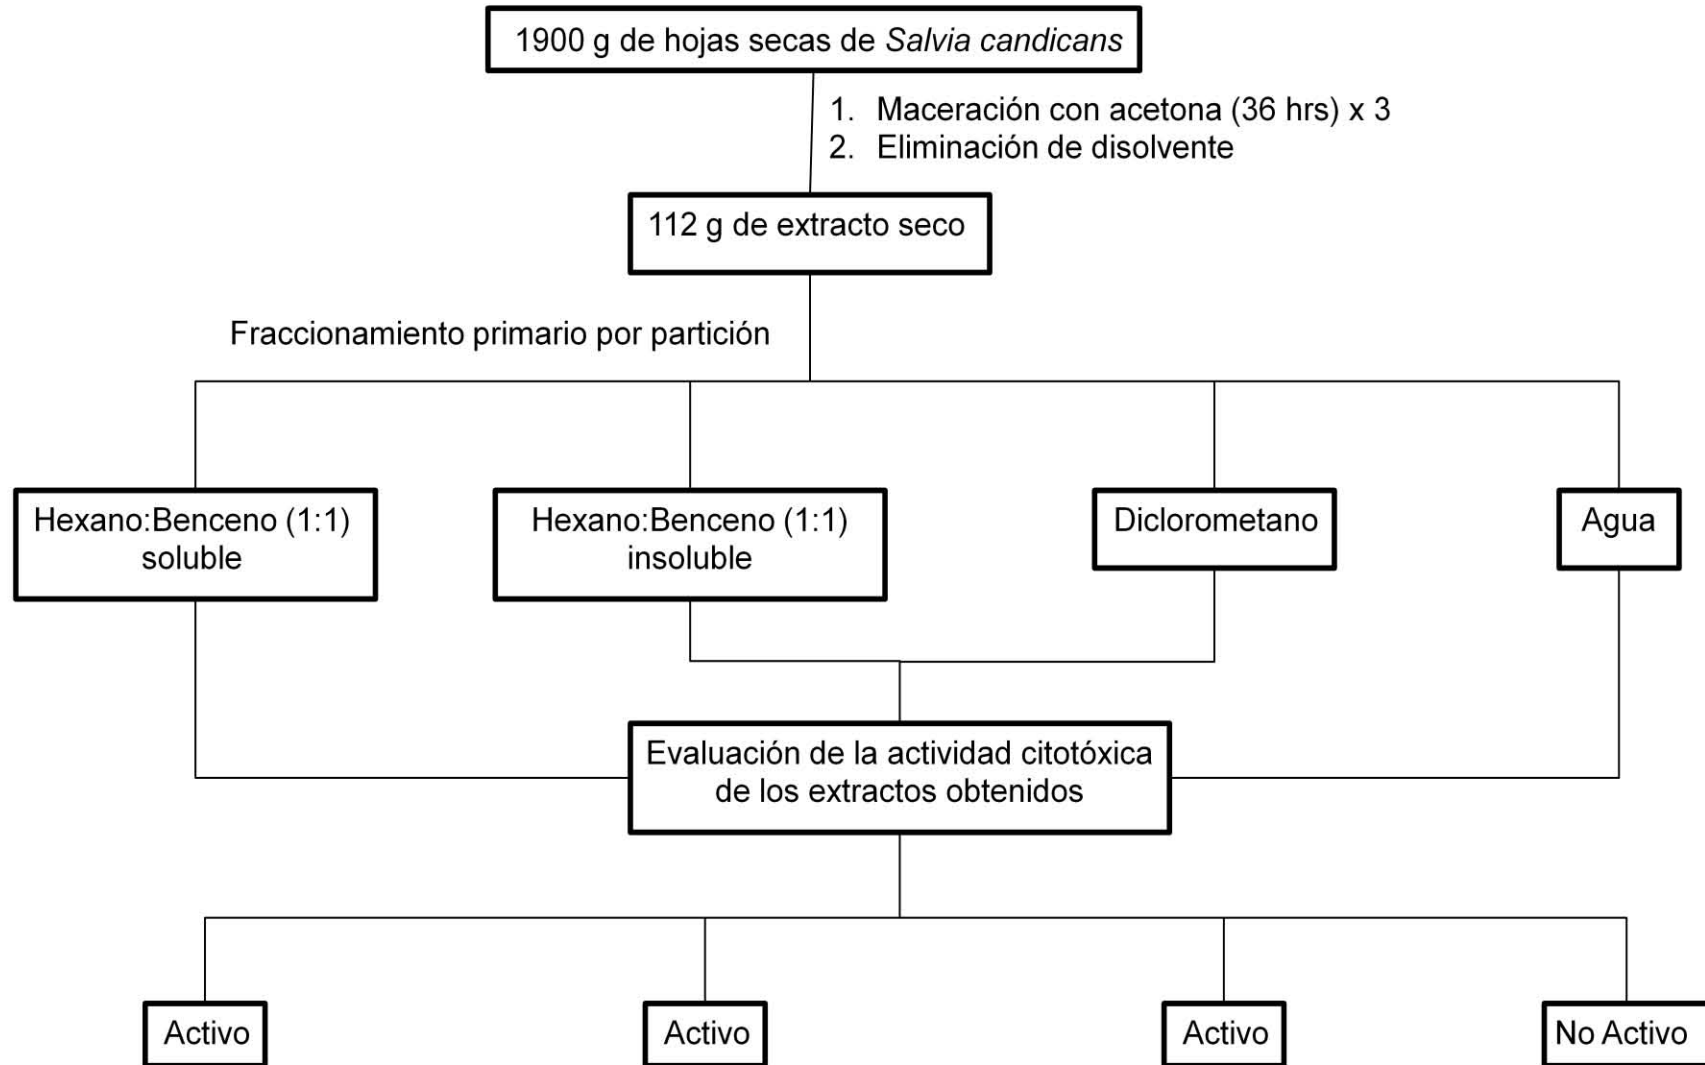 1900 g de hojas secas de Salvia candicans
1. Maceración con acetona (36 hrs) x 3
2. Eliminación de disolvente
112 g de extracto seco
Fraccionamiento primario por partición
Hexano:Benceno (1:1)
soluble
Hexano:Benceno (1:1)
insoluble
Diclorometano
Agua
Evaluación de la actividad citotóxica
de los extractos obtenidos
Activo
Activo
Activo
No Activo